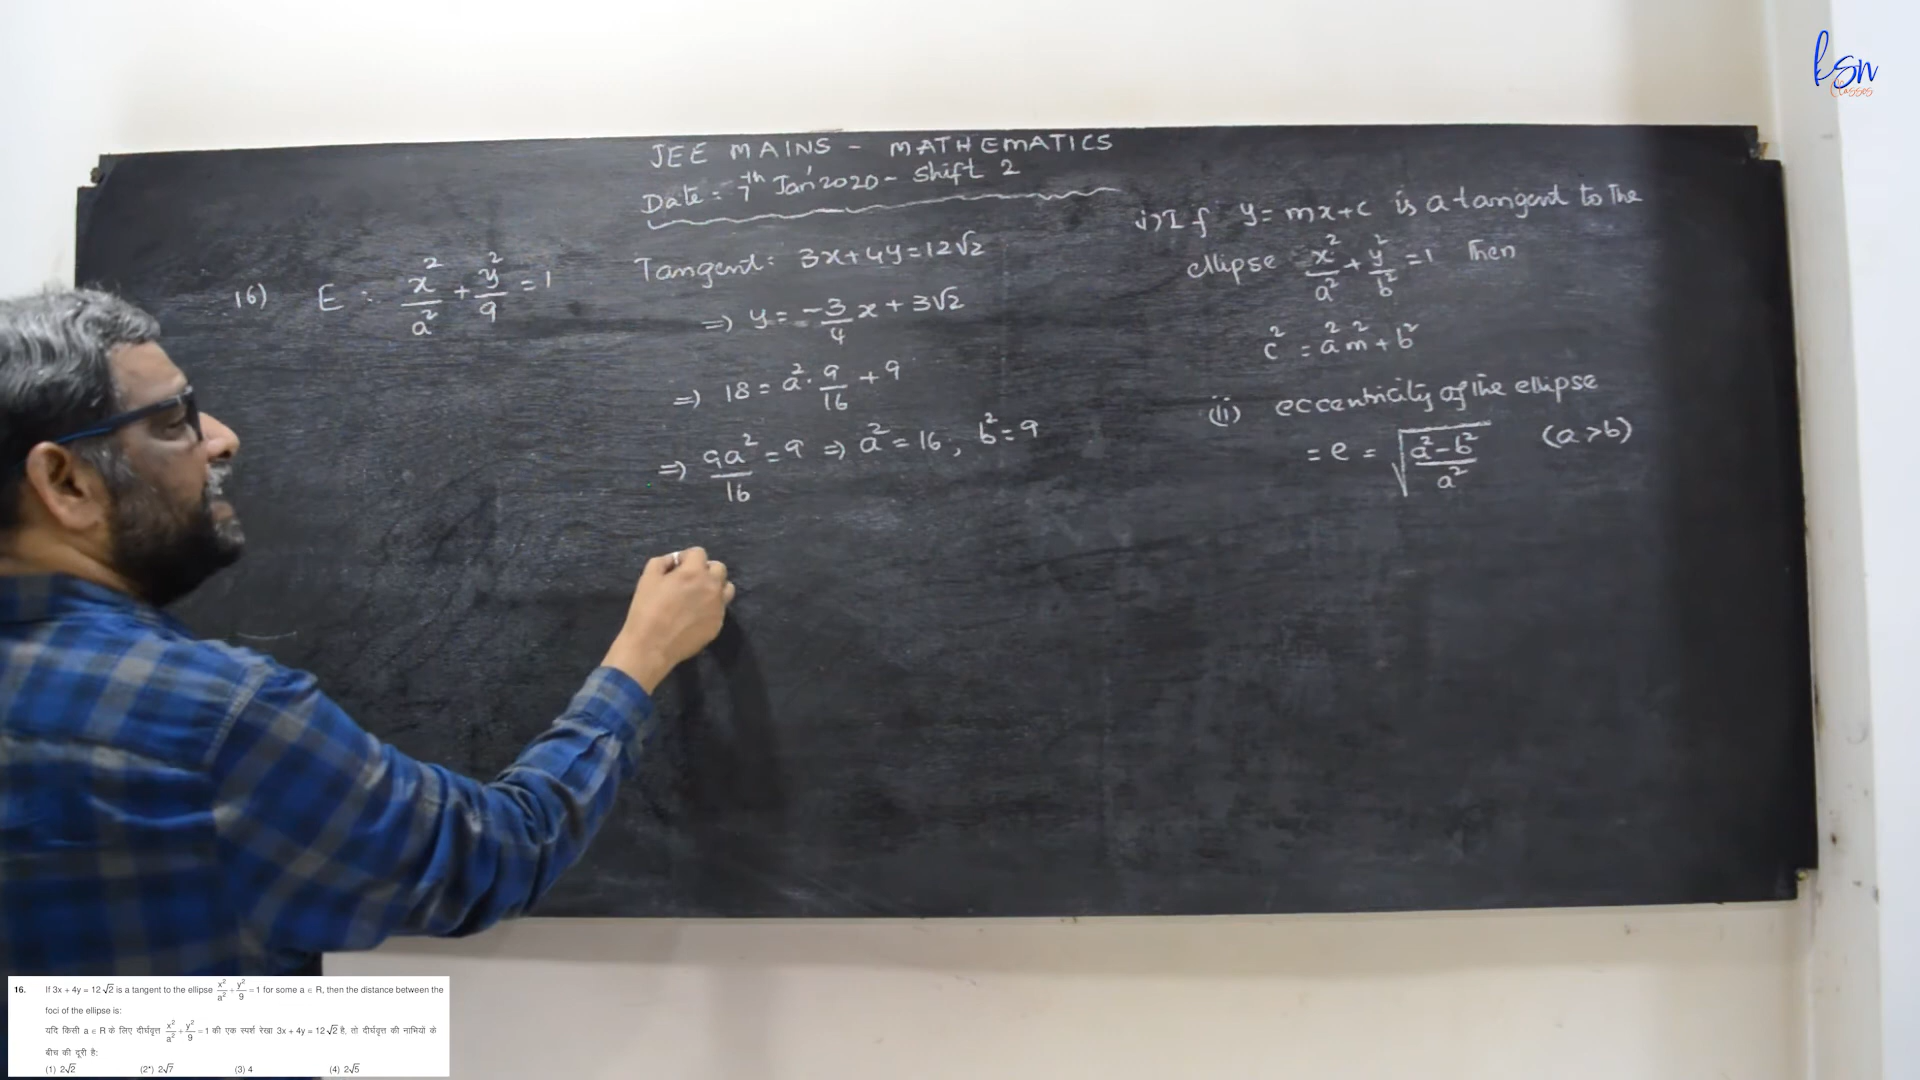 ksn
Classes
JEE MAINS - MATHEMATICS
Date: 7th Jan' 2020 - Shift 2
16) E: x²/a² + y²/9 = 1
Tangent: 3x+4y=12√2
⇒ y = -3/4 x + 3√2
⇒ 18 = a² · 9/16 + 9
⇒ 9a²/16 = 9 ⇒ a² = 16, b² = 9
i) If y = mx+c is a tangent to the
ellipse x²/a² + y²/b² = 1 Then
c² = a²m² + b²
(ii) eccentricity of the ellipse
= e = √(a²-b²/a²) (a>b)
16. If 3x + 4y = 12√2 is a tangent to the ellipse x²/a² + y²/9 = 1 for some a ∈ R, then the distance between the
foci of the ellipse is:
यदि किसी a ∈ R के लिए दीर्घवृत्त x²/a² + y²/9 = 1 की एक स्पर्श रेखा 3x + 4y = 12√2 है, तो दीर्घवृत्त की नाभियों के
बीच की दूरी है:
(1) 2√2 (2*) 2√7 (3) 4 (4) 2√5